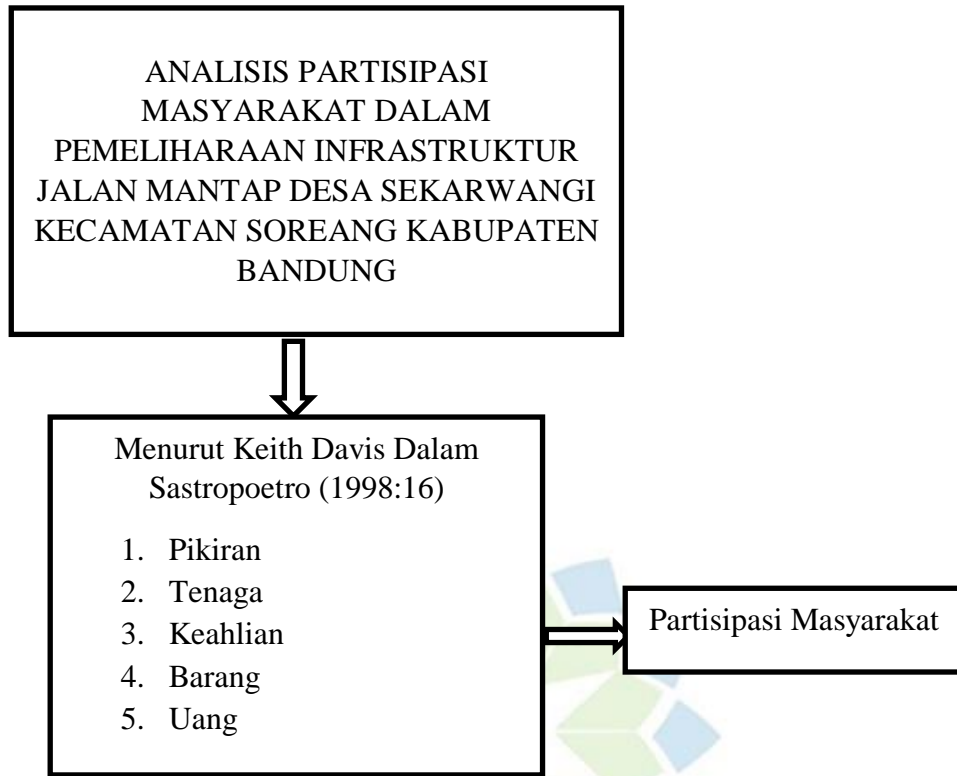 ANALISIS PARTISIPASI
MASYARAKAT DALAM
PEMELIHARAAN INFRASTRUKTUR
JALAN MANTAP DESA SEKARWANGI
KECAMATAN SOREANG KABUPATEN
BANDUNG
Menurut Keith Davis Dalam
Sastropoetro (1998:16)
1. Pikiran
2. Tenaga
3. Keahlian
4. Barang
5. Uang
Partisipasi Masyarakat